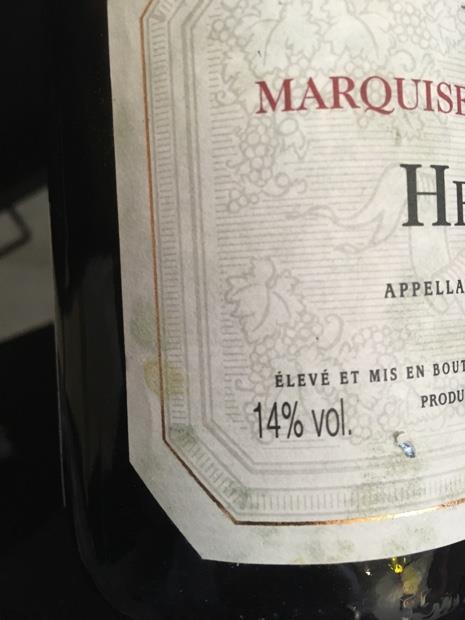 MARQUISE
H
APPELLA
ÉLEVÉ ET MIS EN BOUT
PRODU
14% vol.